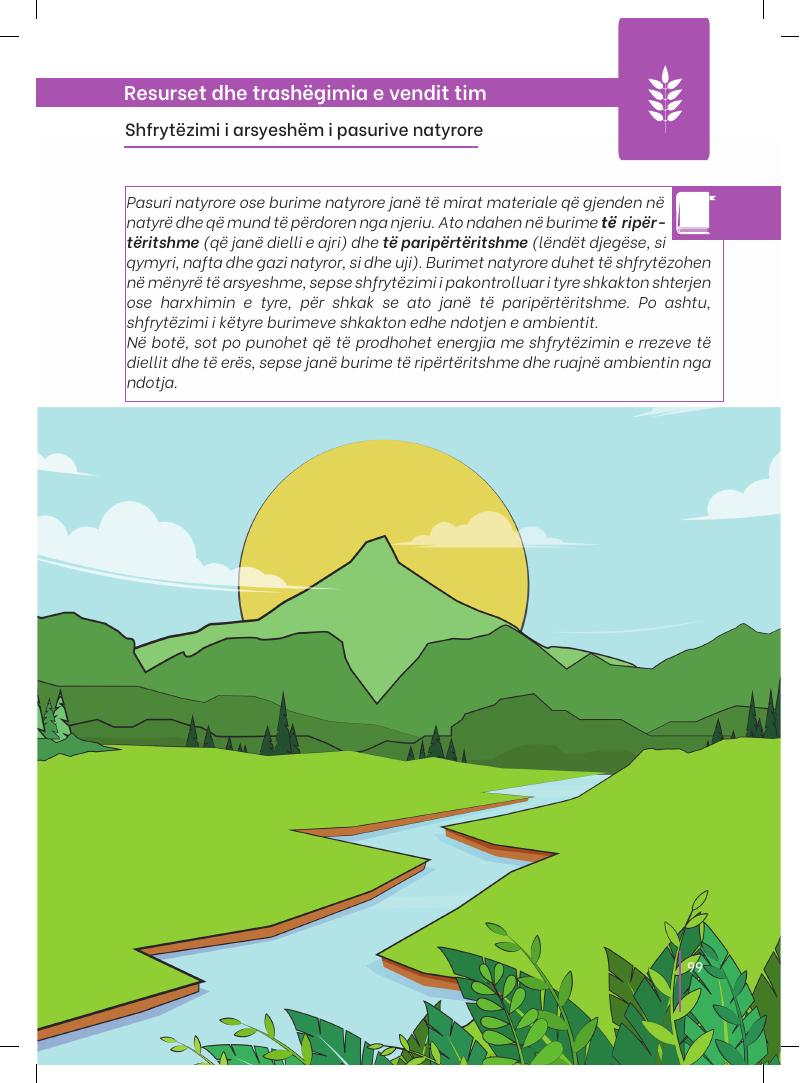 Resurset dhe trashëgimia e vendit tim
Shfrytëzimi i arsyeshëm i pasurive natyrore
Pasuri natyrore ose burime natyrore janë të mirat materiale që gjenden në
natyrë dhe që mund të përdoren nga njeriu. Ato ndahen në burime të ripër-
tëritshme (që janë dielli e ajri) dhe të paripërtëritshme (lëndët djegëse, si
qymyri, nafta dhe gazi natyror, si dhe uji). Burimet natyrore duhet të shfrytëzohen
në mënyrë të arsyeshme, sepse shfrytëzimi i pakontrolluar i tyre shkakton shterjen
ose harxhimin e tyre, për shkak se ato janë të paripërtëritshme. Po ashtu,
shfrytëzimi i këtyre burimeve shkakton edhe ndotjen e ambientit.
Në botë, sot po punohet që të prodhohet energjia me shfrytëzimin e rrezeve të
diellit dhe të erës, sepse janë burime të ripërtëritshme dhe ruajnë ambientin nga
ndotja.
99